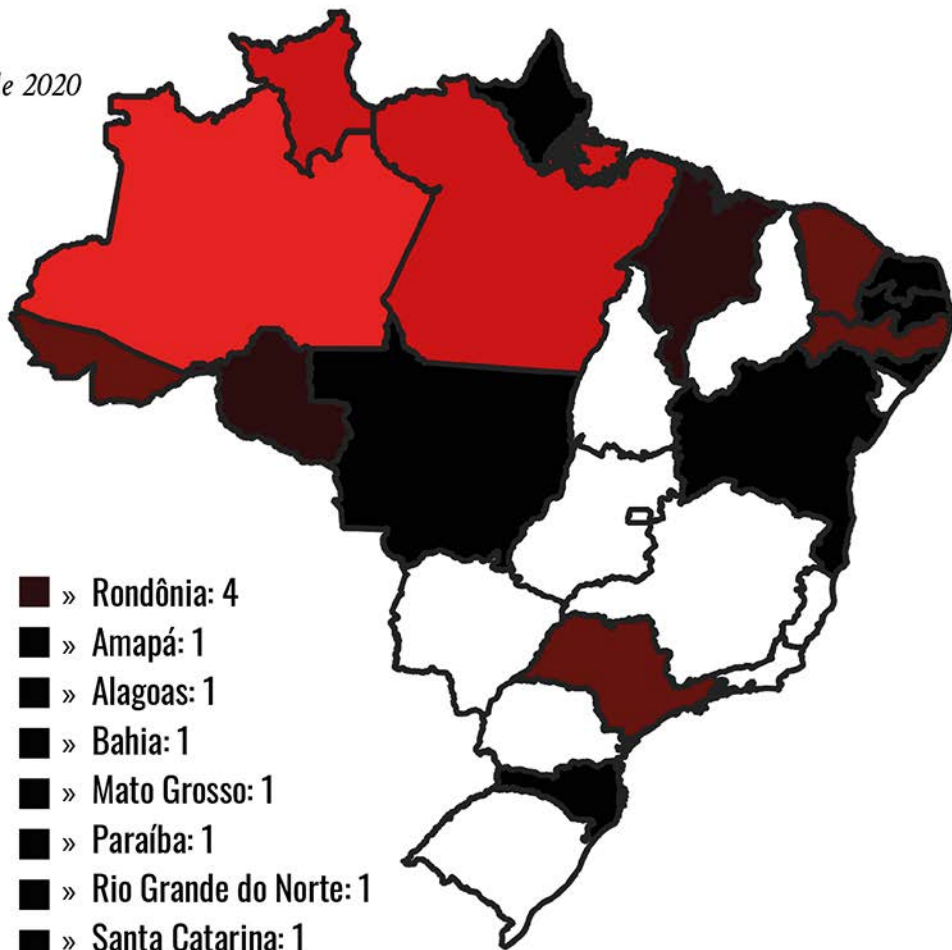 de 2020
» Rondônia: 4
» Amapá: 1
» Alagoas: 1
» Bahia: 1
» Mato Grosso: 1
» Paraíba: 1
» Rio Grande do Norte: 1
» Santa Catarina: 1